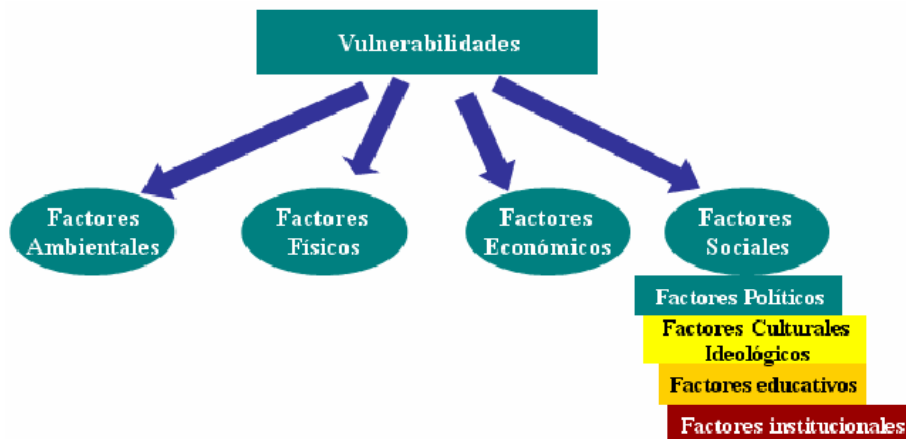 Vulnerabilidades
Factores
Ambientales
Factores
Físicos
Factores
Económicos
Factores
Sociales
Factores Políticos
Factores Culturales
Ideológicos
Factores educativos
Factores institucionales